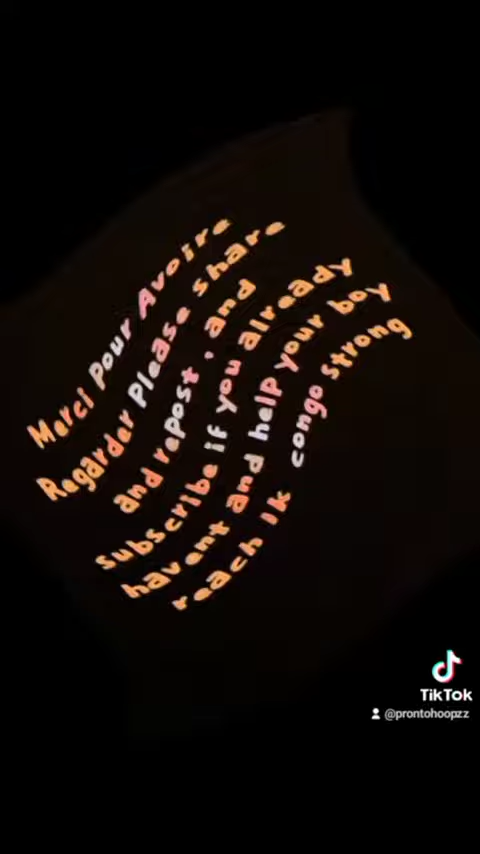 Merci Pour Avoire
Regarder Please share
and repost , and
subscribe if you already
havent and help your boy
reach 1k congo strong
TikTok
@prontohoopzz